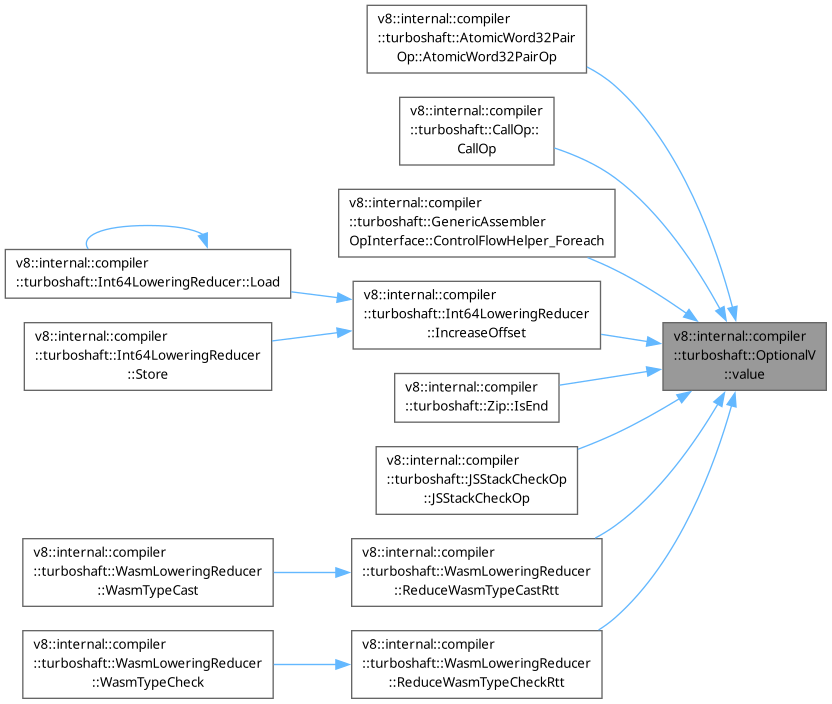 v8::internal::compiler
::turboshaft::AtomicWord32Pair
Op::AtomicWord32PairOp
v8::internal::compiler
::turboshaft::CallOp::
CallOp
v8::internal::compiler
::turboshaft::GenericAssembler
OpInterface::ControlFlowHelper_Foreach
v8::internal::compiler
::turboshaft::Int64LoweringReducer::Load
v8::internal::compiler
::turboshaft::Int64LoweringReducer
::IncreaseOffset
v8::internal::compiler
::turboshaft::OptionalV
::value
v8::internal::compiler
::turboshaft::Int64LoweringReducer
::Store
v8::internal::compiler
::turboshaft::Zip::IsEnd
v8::internal::compiler
::turboshaft::JSStackCheckOp
::JSStackCheckOp
v8::internal::compiler
::turboshaft::WasmLoweringReducer
::WasmTypeCast
v8::internal::compiler
::turboshaft::WasmLoweringReducer
::ReduceWasmTypeCastRtt
v8::internal::compiler
::turboshaft::WasmLoweringReducer
::WasmTypeCheck
v8::internal::compiler
::turboshaft::WasmLoweringReducer
::ReduceWasmTypeCheckRtt